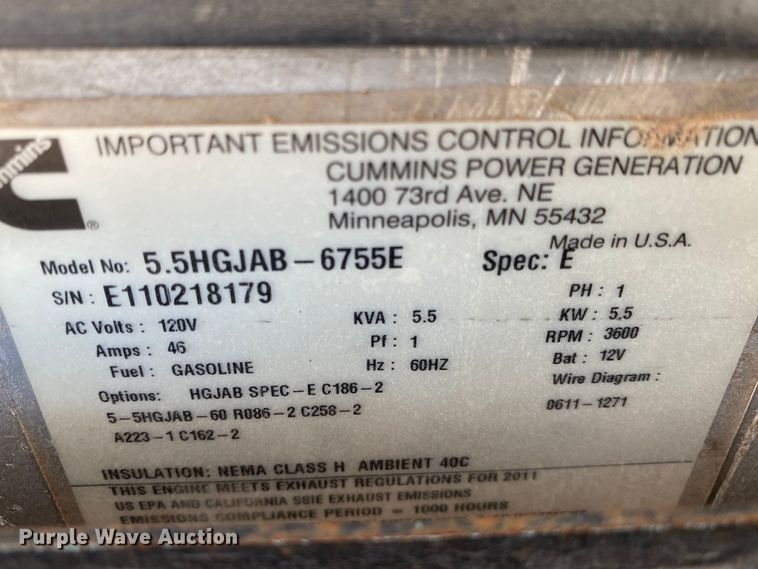 IMPORTANT EMISSIONS CONTROL INFORMATION
CUMMINS POWER GENERATION
1400 73rd Ave. NE
Minneapolis, MN 55432
Made in U.S.A.
®
Model No: 5.5HGJAB-6755E Spec: E
S/N : E110218179 PH : 1
AC Volts : 120V KVA : 5.5 KW : 5.5
Amps : 46 Pf : 1 RPM : 3600
Fuel : GASOLINE Hz : 60HZ Bat : 12V
Options: HGJAB SPEC-E C186-2 Wire Diagram :
5-5HGJAB-60 R086-2 C258-2 0611-1271
A223-1 C162-2
INSULATION: NEMA CLASS H AMBIENT 40C
THIS ENGINE MEETS EXHAUST REGULATIONS FOR 2011
US EPA AND CALIFORNIA SSIE EXHAUST EMISSIONS
EMISSIONS COMPLIANCE PERIOD = 1000 HOURS
Purple Wave Auction